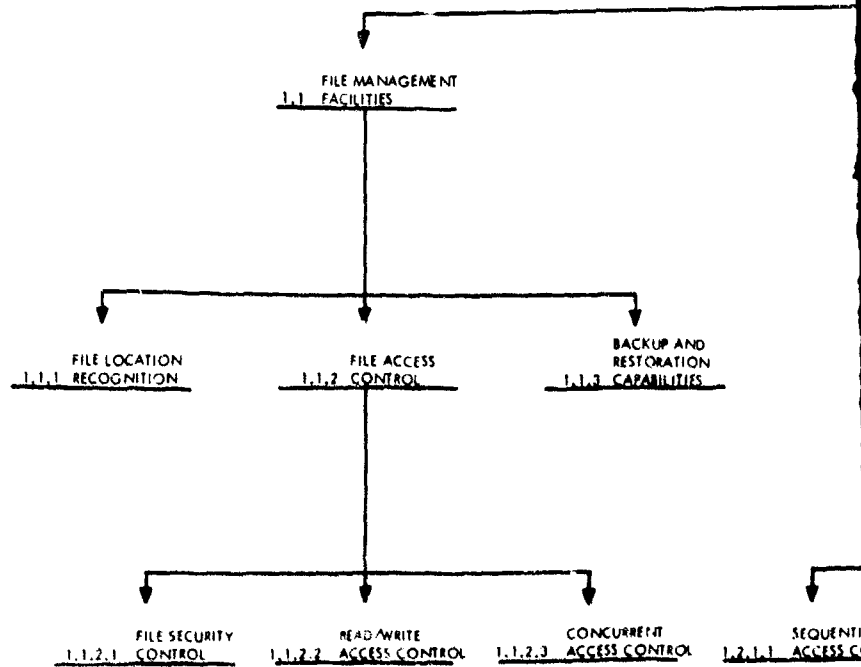 FILE MANAGEMENT
1.1 FACILITIES
FILE LOCATION
1.1.1 RECOGNITION
FILE ACCESS
1.1.2 CONTROL
BACKUP AND
RESTORATION
1.1.3 CAPABILITIES
FILE SECURITY
1.1.2.1 CONTROL
READ/WRITE
1.1.2.2 ACCESS CONTROL
CONCURRENT
1.1.2.3 ACCESS CONTROL
SEQUENTI
1.2.1.1 ACCESS C